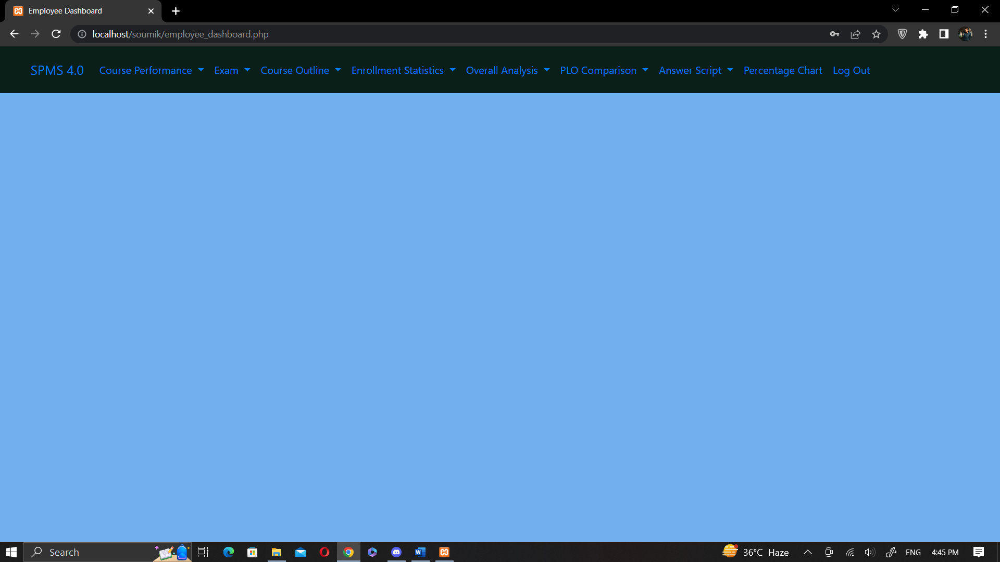 Employee Dashboard
localhost/soumik/employee_dashboard.php
SPMS 4.0 Course Performance Exam Course Outline Enrollment Statistics Overall Analysis PLO Comparison Answer Script Percentage Chart Log Out
Search 36°C Haze ENG 4:45 PM